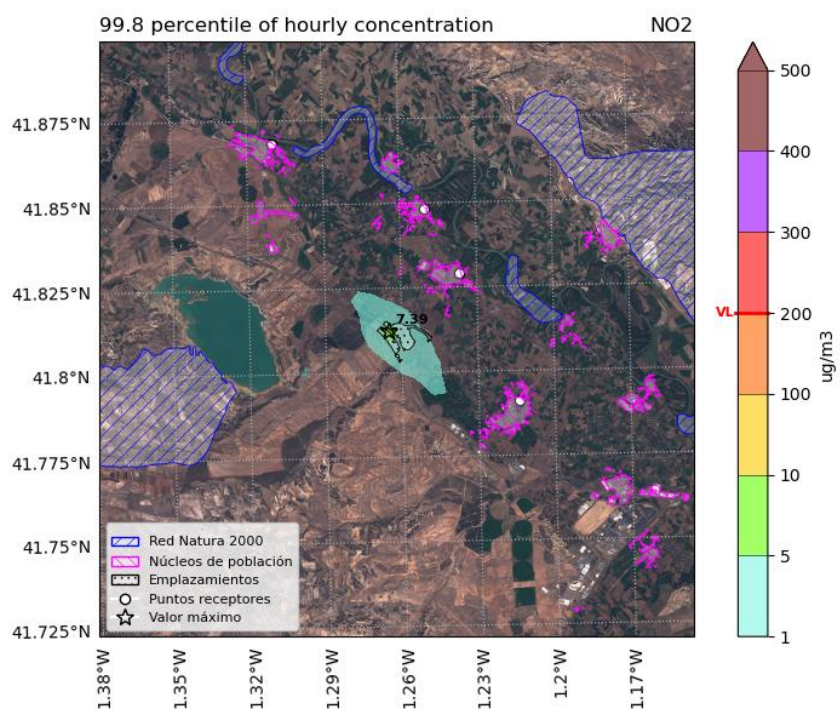 99.8 percentile of hourly concentration NO2
41.875°N
41.85°N
41.825°N
41.8°N
41.775°N
41.75°N
41.725°N
7.39
Red Natura 2000
Núcleos de población
Emplazamientos
Puntos receptores
Valor máximo
1.38°W
1.35°W
1.32°W
1.29°W
1.26°W
1.23°W
1.2°W
1.17°W
500
400
300
VL
200
100
10
5
1
ug/m3